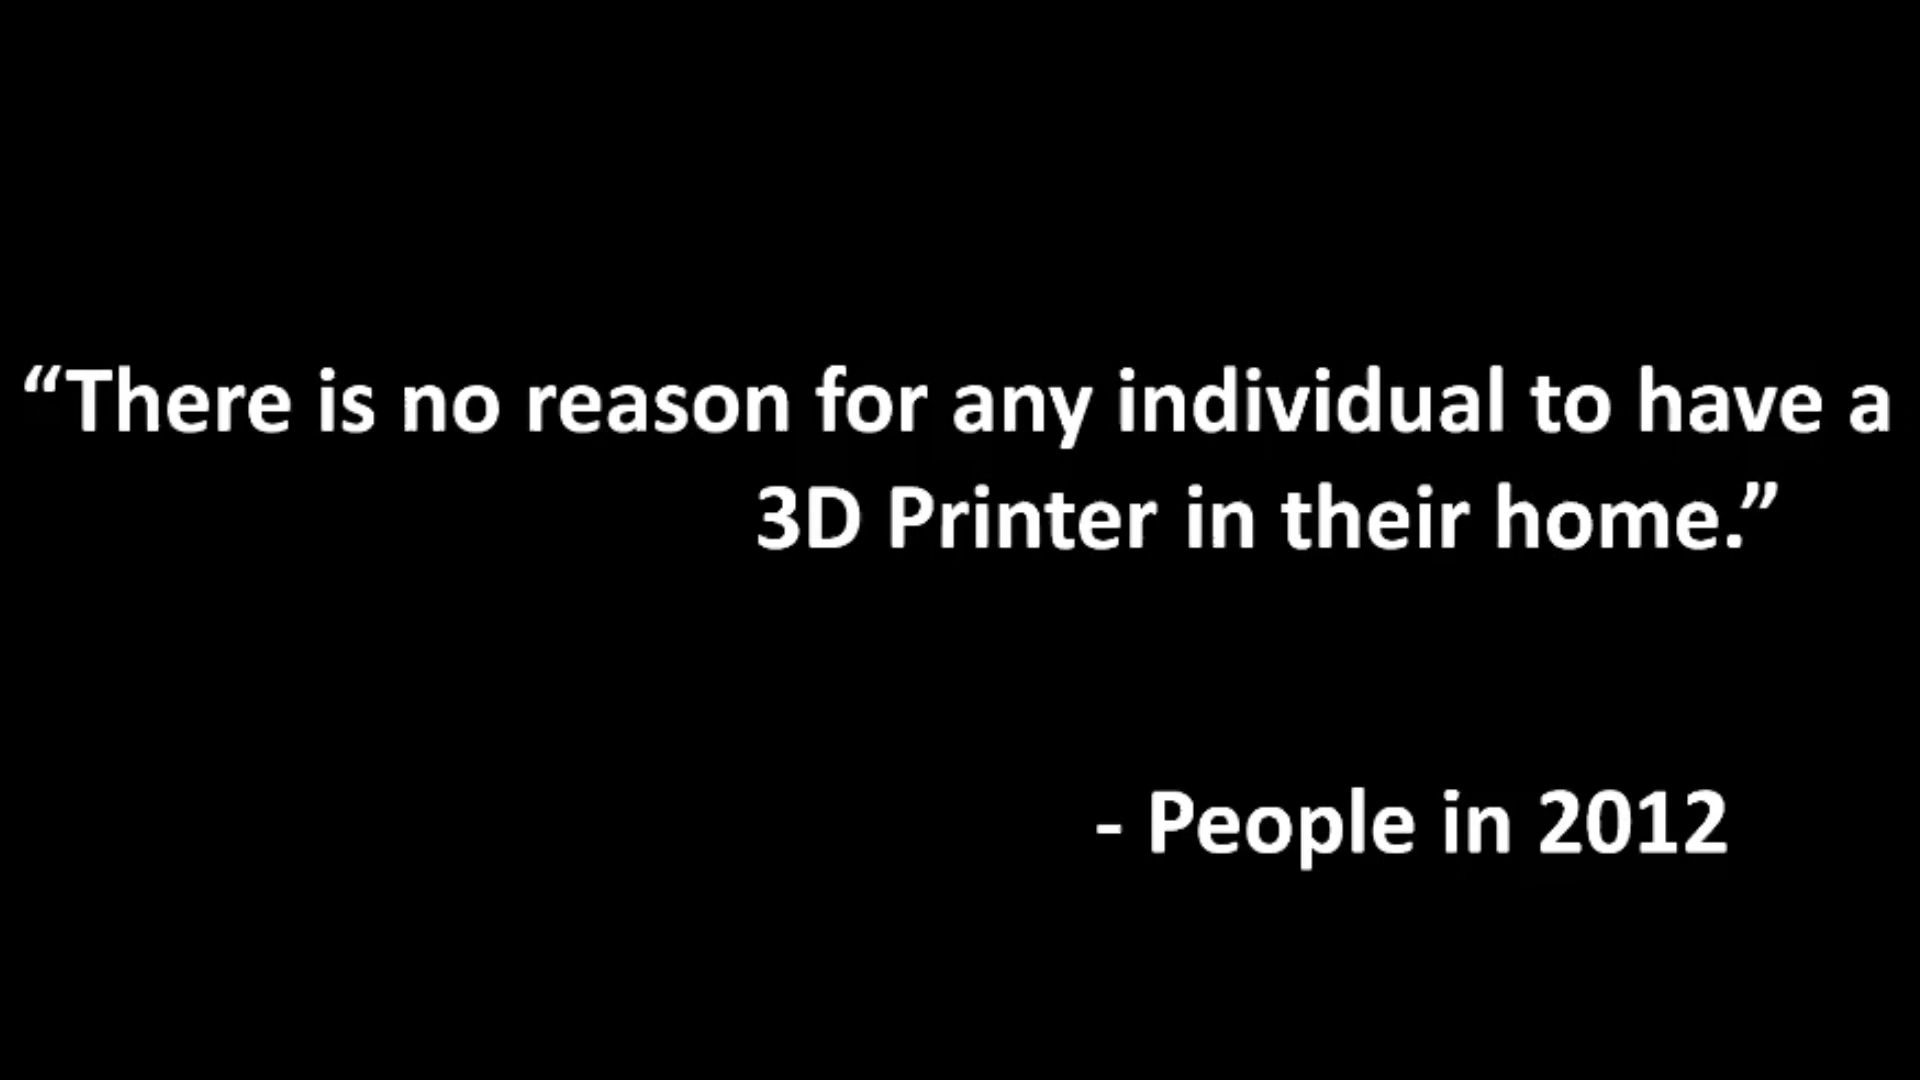 “There is no reason for any individual to have a
3D Printer in their home.”
- People in 2012